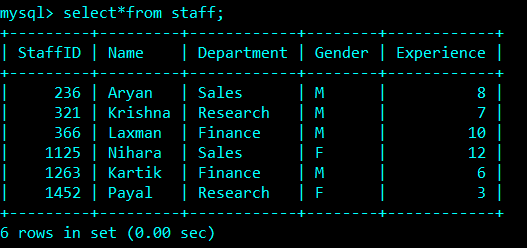 mysql> select*from staff;
+---------+---------+------------+--------+------------+
| StaffID | Name    | Department | Gender | Experience |
+---------+---------+------------+--------+------------+
|     236 | Aryan   | Sales      | M      |          8 |
|     321 | Krishna | Research   | M      |          7 |
|     366 | Laxman  | Finance    | M      |         10 |
|    1125 | Nihara  | Sales      | F      |         12 |
|    1263 | Kartik  | Finance    | M      |          6 |
|    1452 | Payal   | Research   | F      |          3 |
+---------+---------+------------+--------+------------+
6 rows in set (0.00 sec)